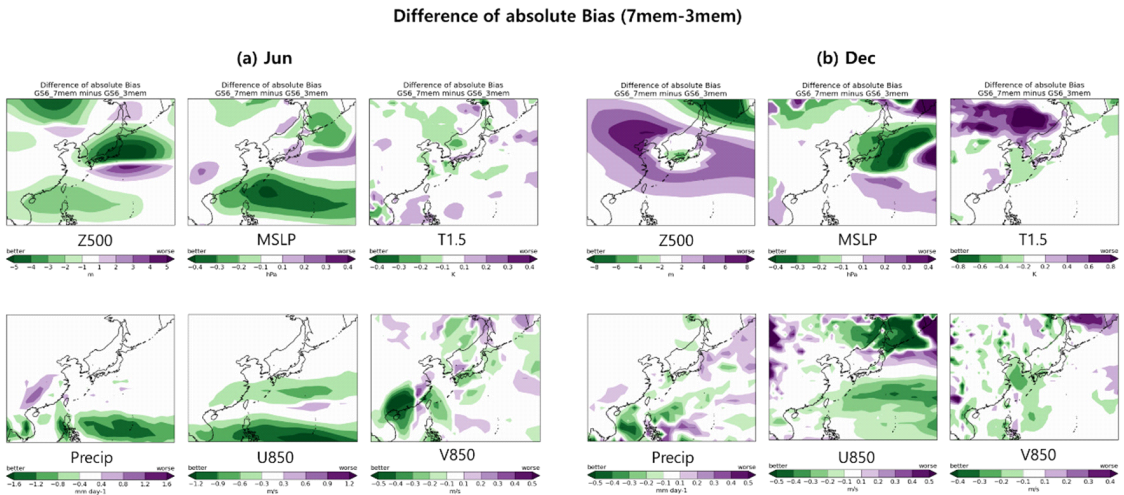 Difference of absolute Bias (7mem-3mem)
(a) Jun
(b) Dec
Difference of absolute Bias
GS6_7mem minus GS6_3mem
Difference of absolute Bias
GS6_7mem minus GS6_3mem
Difference of absolute Bias
GS6_7mem minus GS6_3mem
Difference of absolute Bias
GS6_7mem minus GS6_3mem
Difference of absolute Bias
GS6_7mem minus GS6_3mem
Difference of absolute Bias
GS6_7mem minus GS6_3mem
Z500
MSLP
T1.5
Z500
MSLP
T1.5
better worse
-5 -4 -3 -2 -1 1 2 3 4 5
m
better worse
-0.4 -0.3 -0.2 -0.1 0.1 0.2 0.3 0.4
hPa
better worse
-0.4 -0.3 -0.2 -0.1 0.1 0.2 0.3 0.4
K
better worse
-8 -6 -4 -2 2 4 6 8
m
better worse
-0.4 -0.3 -0.2 -0.1 0.1 0.2 0.3 0.4
hPa
better worse
-0.8 -0.6 -0.4 -0.2 0.2 0.4 0.6 0.8
K
Precip
U850
V850
Precip
U850
V850
better worse
-1.6 -1.2 -0.8 -0.4 0.4 0.8 1.2 1.6
mm day-1
better worse
-1.2 -0.9 -0.6 -0.3 0.3 0.6 0.9 1.2
m/s
better worse
-0.5 -0.4 -0.3 -0.2 -0.1 0.1 0.2 0.3 0.4 0.5
m/s
better worse
-0.5 -0.4 -0.3 -0.2 -0.1 0.1 0.2 0.3 0.4 0.5
mm day-1
better worse
-0.5 -0.4 -0.3 -0.2 -0.1 0.1 0.2 0.3 0.4 0.5
m/s
better worse
-0.4 -0.3 -0.2 -0.1 0.1 0.2 0.3 0.4
m/s